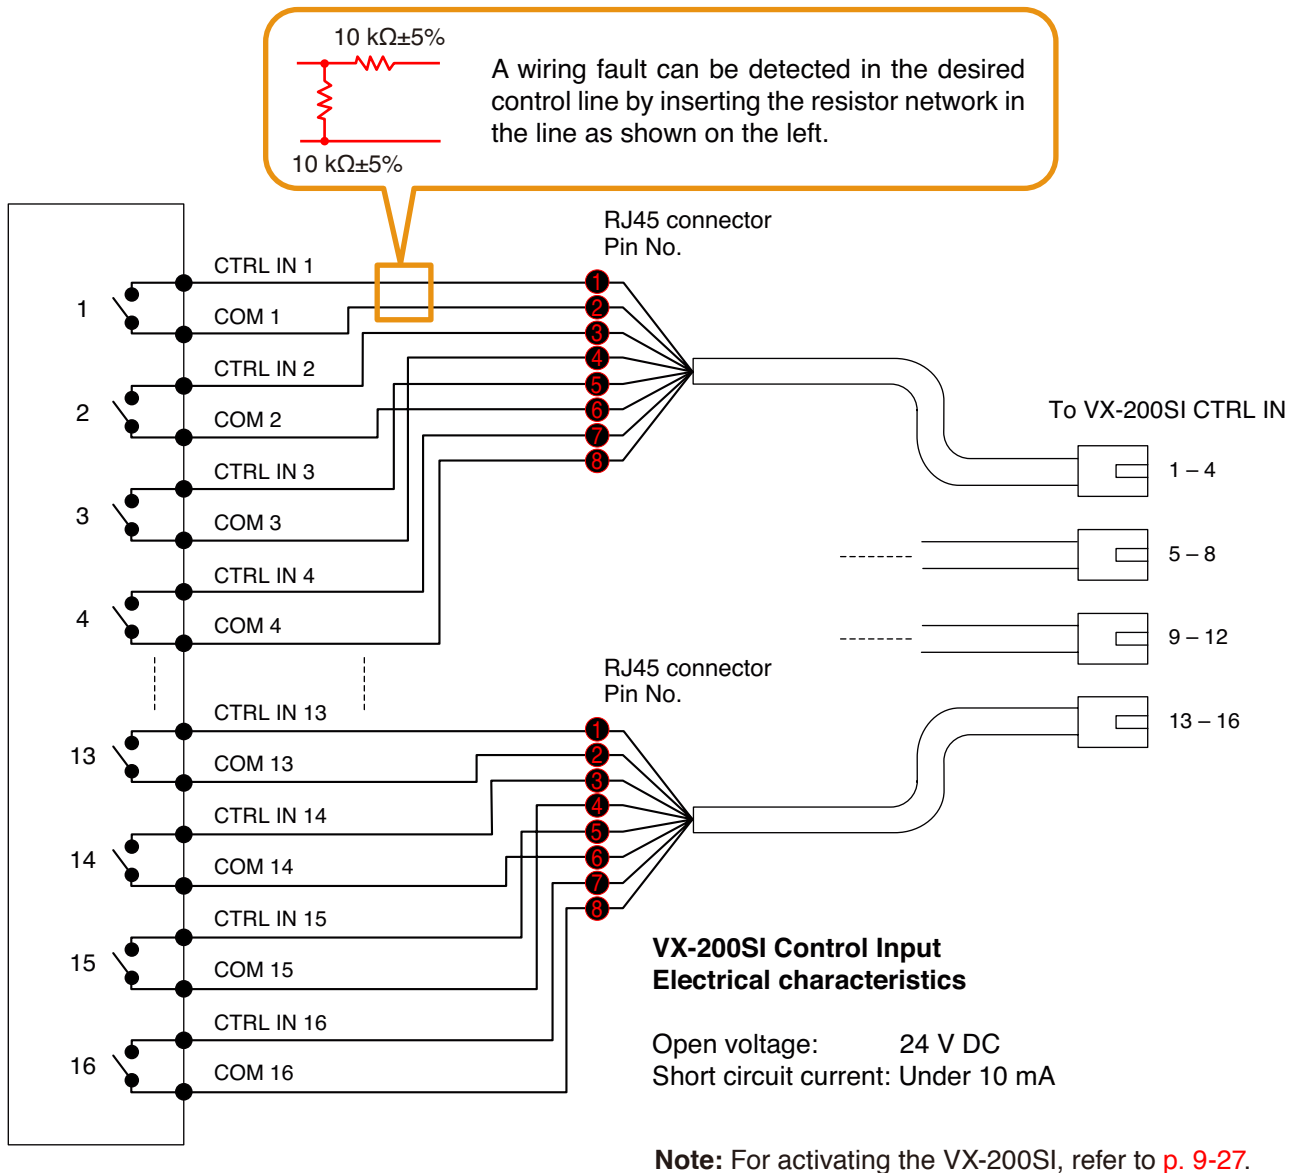 10 kΩ±5%
10 kΩ±5%
A wiring fault can be detected in the desired
control line by inserting the resistor network in
the line as shown on the left.
RJ45 connector
Pin No.
1
CTRL IN 1
COM 1
2
CTRL IN 2
COM 2
3
CTRL IN 3
COM 3
4
CTRL IN 4
COM 4
1
2
3
4
5
6
7
8
To VX-200SI CTRL IN
1 – 4
5 – 8
9 – 12
13 – 16
RJ45 connector
Pin No.
13
CTRL IN 13
COM 13
14
CTRL IN 14
COM 14
15
CTRL IN 15
COM 15
16
CTRL IN 16
COM 16
1
2
3
4
5
6
7
8
VX-200SI Control Input
Electrical characteristics
Open voltage: 24 V DC
Short circuit current: Under 10 mA
Note: For activating the VX-200SI, refer to p. 9-27.